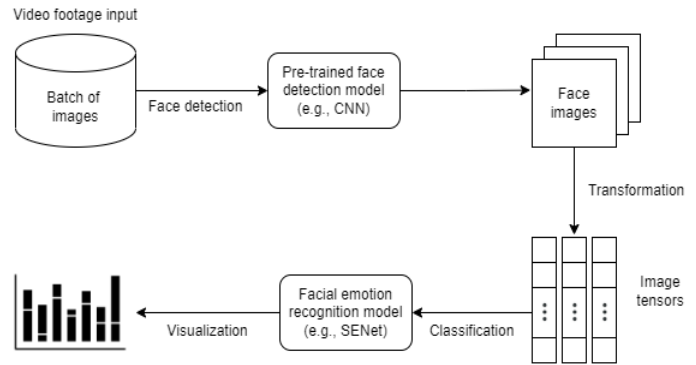 Video footage input
Batch of
images
Face detection
Pre-trained face
detection model
(e.g., CNN)
Face
images
Transformation
Image
tensors
Classification
Facial emotion
recognition model
(e.g., SENet)
Visualization